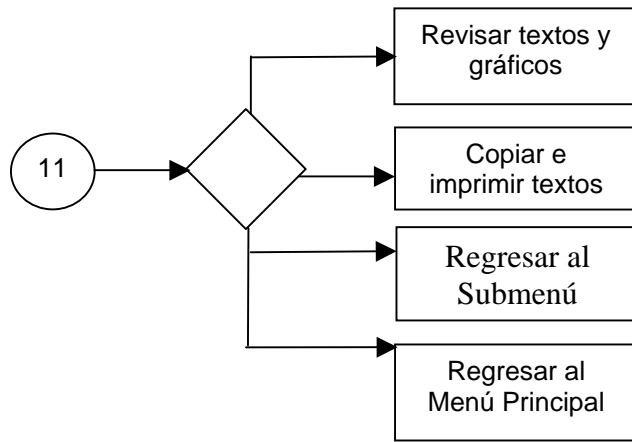 Revisar textos y
gráficos
11
Copiar e
imprimir textos
Regresar al
Submenú
Regresar al
Menú Principal